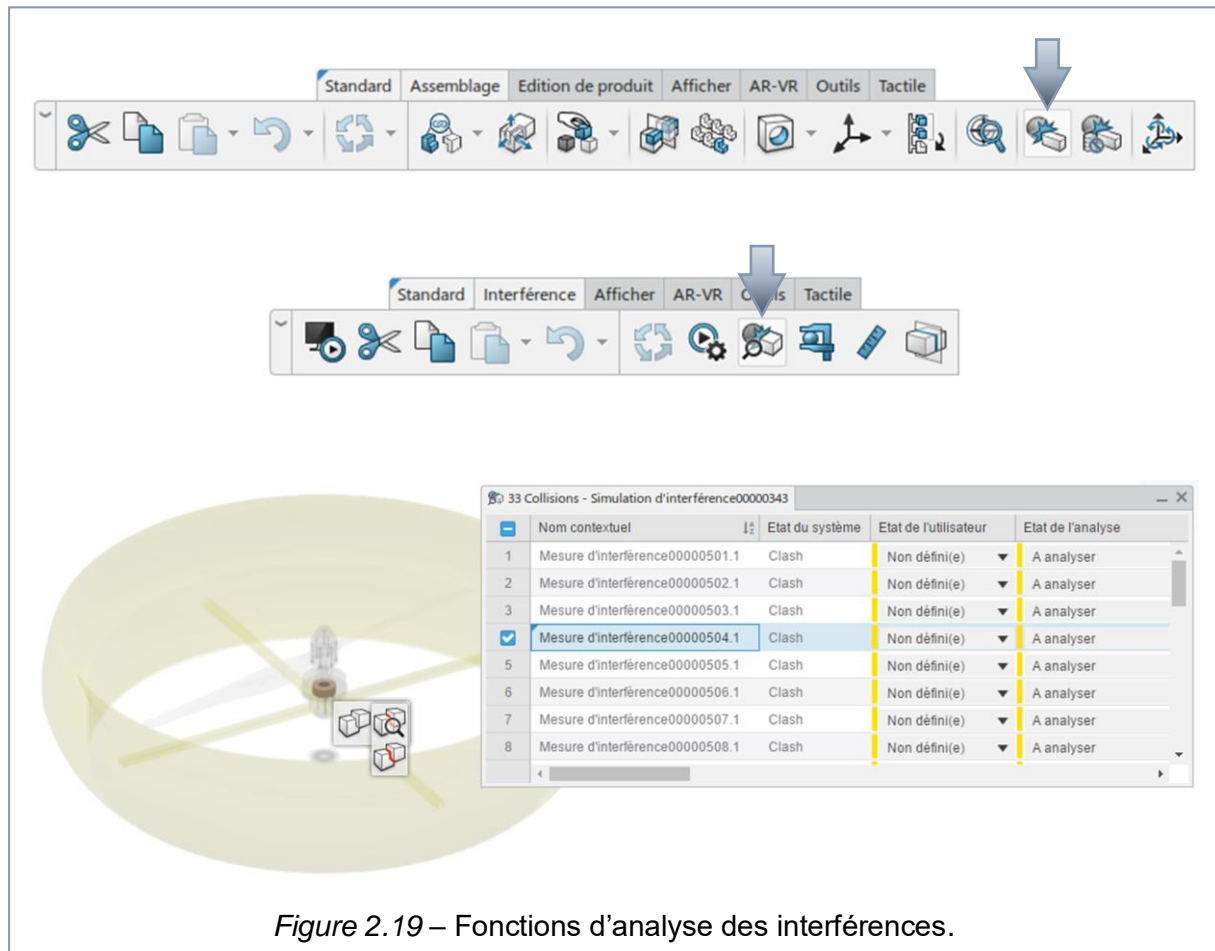 Standard Assemblage Edition de produit Afficher AR-VR Outils Tactile
Standard Interférence Afficher AR-VR Tactile
33 Collisions - Simulation d'interférence00000343
Nom contextuel Etat du système Etat de l'utilisateur Etat de l'analyse
1 Mesure d'interférence00000501.1 Clash Non défini(e) A analyser
2 Mesure d'interférence00000502.1 Clash Non défini(e) A analyser
3 Mesure d'interférence00000503.1 Clash Non défini(e) A analyser
Mesure d'interférence00000504.1 Clash Non défini(e) A analyser
5 Mesure d'interférence00000505.1 Clash Non défini(e) A analyser
6 Mesure d'interférence00000506.1 Clash Non défini(e) A analyser
7 Mesure d'interférence00000507.1 Clash Non défini(e) A analyser
8 Mesure d'interférence00000508.1 Clash Non défini(e) A analyser
Figure 2.19 – Fonctions d'analyse des interférences.